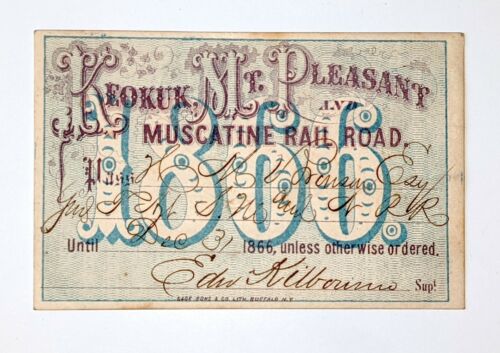 KEOKUK, MT. PLEASANT
AND
MUSCATINE RAIL ROAD.
1866.
Pass H. Esqr
Until Dec 31 1866, unless otherwise ordered.
Edw Kilbourne Supt.
SAGE SONS & CO. LITH. BUFFALO N.Y.